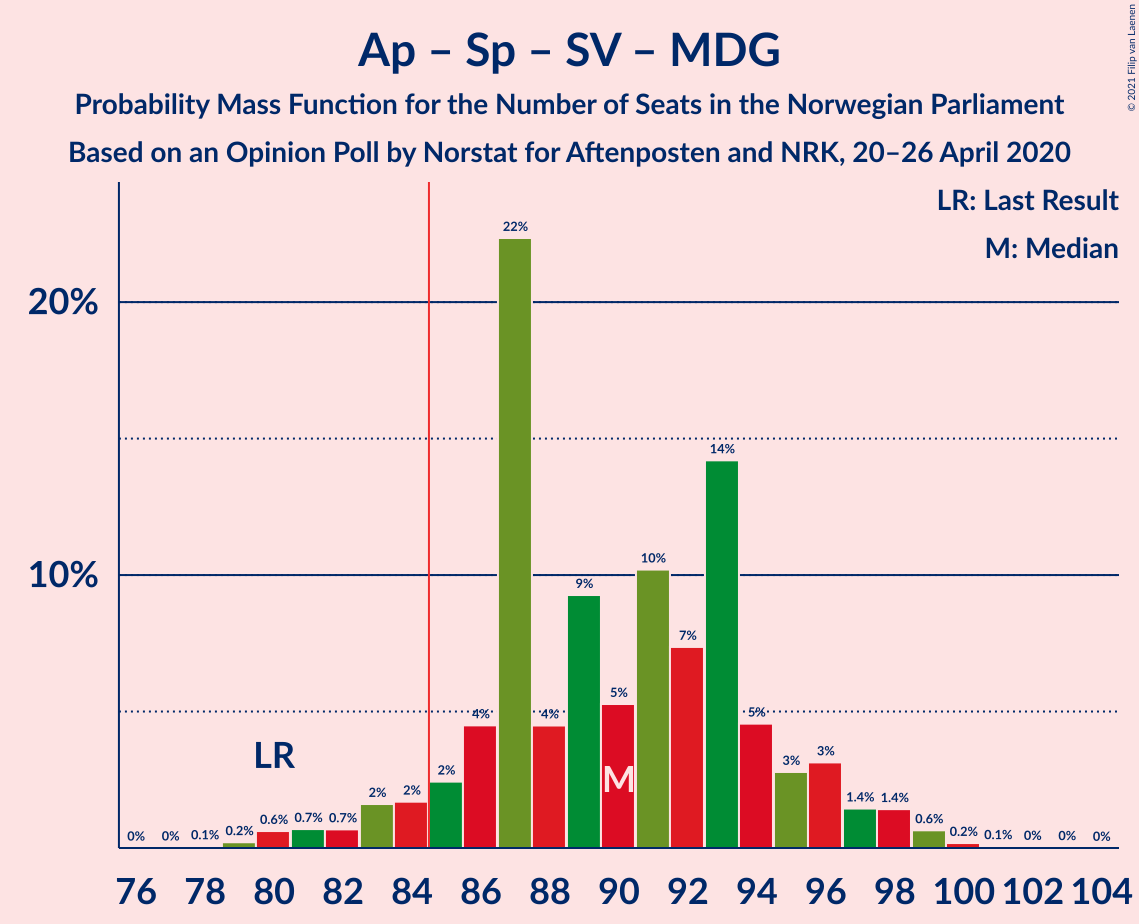 Ap – Sp – SV – MDG
Probability Mass Function for the Number of Seats in the Norwegian Parliament
Based on an Opinion Poll by Norstat for Aftenposten and NRK, 20–26 April 2020
© 2021 Filip van Laenen
LR: Last Result
M: Median
20%
10%
0% 0% 0.1% 0.2% 0.6% 0.7% 0.7% 2% 2% 2% 4% 22% 4% 9% 5% 10% 7% 14% 5% 3% 3% 1.4% 1.4% 0.6% 0.2% 0.1% 0% 0% 0%
LR
M
76 78 80 82 84 86 88 90 92 94 96 98 100 102 104